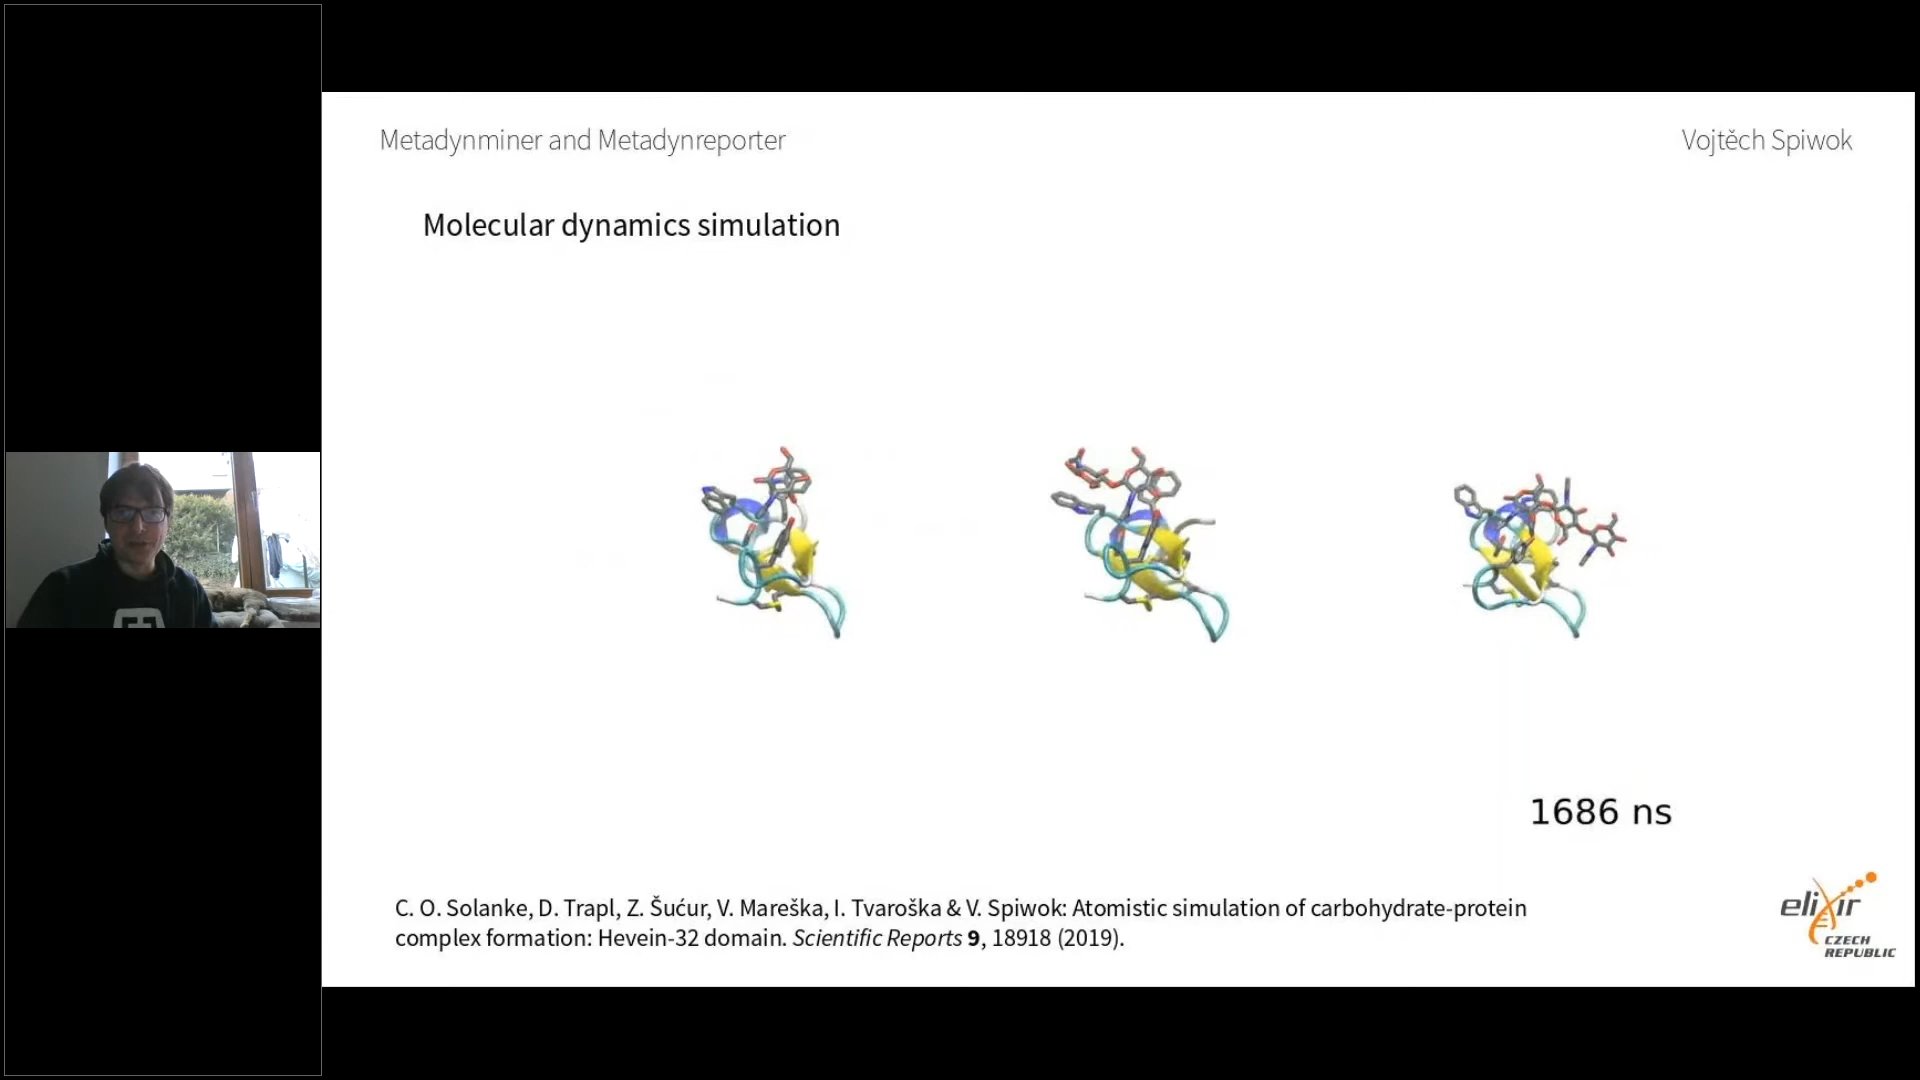 Metadynminer and Metadynreporter
Vojtěch Spiwok
Molecular dynamics simulation
1686 ns
C. O. Solanke, D. Trapl, Z. Šućur, V. Mareška, I. Tvaroška & V. Spiwok: Atomistic simulation of carbohydrate-protein
complex formation: Hevein-32 domain. Scientific Reports 9, 18918 (2019).
elixir
CZECH
REPUBLIC